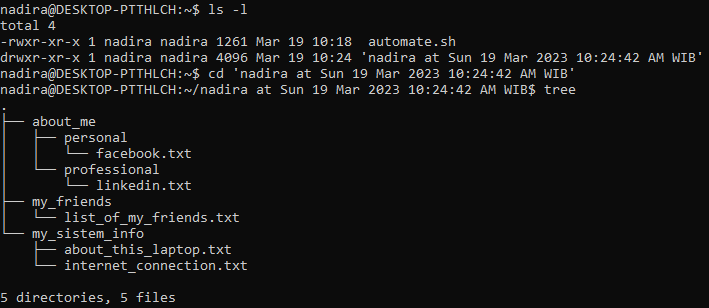 nadira@DESKTOP-PTTHLCH:~$ ls -l
total 4
-rwxr-xr-x 1 nadira nadira 1261 Mar 19 10:18  automate.sh
drwxr-xr-x 1 nadira nadira 4096 Mar 19 10:24 'nadira at Sun 19 Mar 2023 10:24:42 AM WIB'
nadira@DESKTOP-PTTHLCH:~$ cd 'nadira at Sun 19 Mar 2023 10:24:42 AM WIB'
nadira@DESKTOP-PTTHLCH:~/nadira at Sun 19 Mar 2023 10:24:42 AM WIB$ tree
.
├── about_me
│   ├── personal
│   │   └── facebook.txt
│   └── professional
│       └── linkedin.txt
├── my_friends
│   └── list_of_my_friends.txt
└── my_sistem_info
    ├── about_this_laptop.txt
    └── internet_connection.txt

5 directories, 5 files